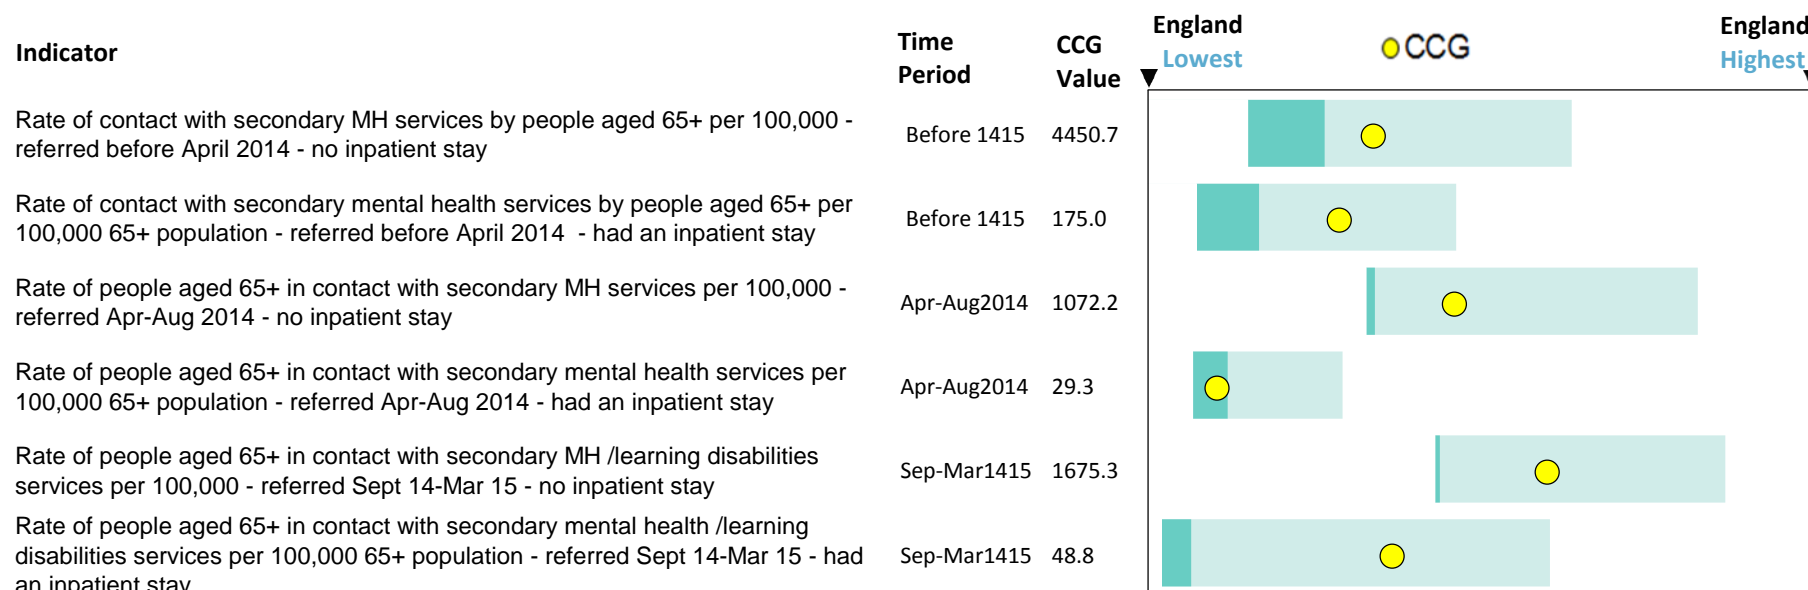 Indicator
Time Period
CCG Value
England Lowest
CCG
England Highest
Rate of contact with secondary MH services by people aged 65+ per 100,000 -
referred before April 2014 - no inpatient stay
Before 1415 4450.7
Rate of contact with secondary mental health services by people aged 65+ per
100,000 65+ population - referred before April 2014 - had an inpatient stay
Before 1415 175.0
Rate of people aged 65+ in contact with secondary MH services per 100,000 -
referred Apr-Aug 2014 - no inpatient stay
Apr-Aug2014 1072.2
Rate of people aged 65+ in contact with secondary mental health services per
100,000 65+ population - referred Apr-Aug 2014 - had an inpatient stay
Apr-Aug2014 29.3
Rate of people aged 65+ in contact with secondary MH /learning disabilities
services per 100,000 - referred Sept 14-Mar 15 - no inpatient stay
Sep-Mar1415 1675.3
Rate of people aged 65+ in contact with secondary mental health /learning
disabilities services per 100,000 65+ population - referred Sept 14-Mar 15 - had
an inpatient stay
Sep-Mar1415 48.8